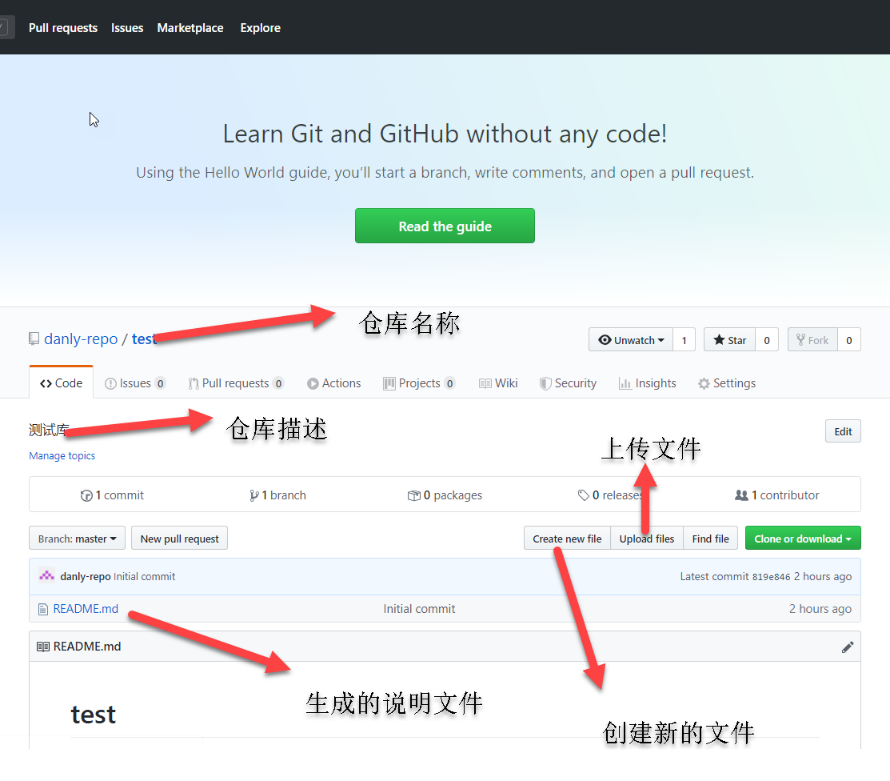 Pull requests Issues Marketplace Explore
Learn Git and GitHub without any code!
Using the Hello World guide, you'll start a branch, write comments, and open a pull request.
Read the guide
仓库名称
danly-repo / test
Unwatch 1 Star 0 Fork 0
Code Issues 0 Pull requests 0 Actions Projects 0 Wiki Security Insights Settings
仓库描述
测试库
Edit
上传文件
Manage topics
1 commit 1 branch 0 packages 0 releases 1 contributor
Branch: master New pull request Create new file Upload files Find file Clone or download
danly-repo Initial commit Latest commit 819e846 2 hours ago
README.md Initial commit 2 hours ago
README.md
生成的说明文件
test
创建新的文件